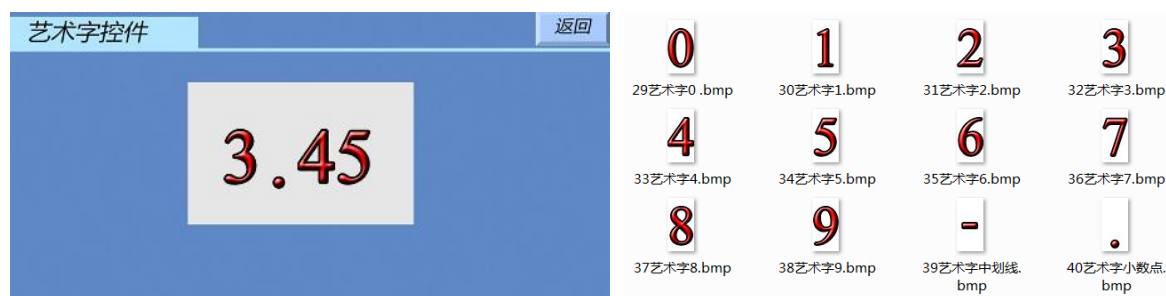 艺术字控件
返回
3.45
0 1 2 3
29艺术字0 .bmp 30艺术字1.bmp 31艺术字2.bmp 32艺术字3.bmp
4 5 6 7
33艺术字4.bmp 34艺术字5.bmp 35艺术字6.bmp 36艺术字7.bmp
8 9 - .
37艺术字8.bmp 38艺术字9.bmp 39艺术字中划线. 40艺术字小数点.
bmp bmp